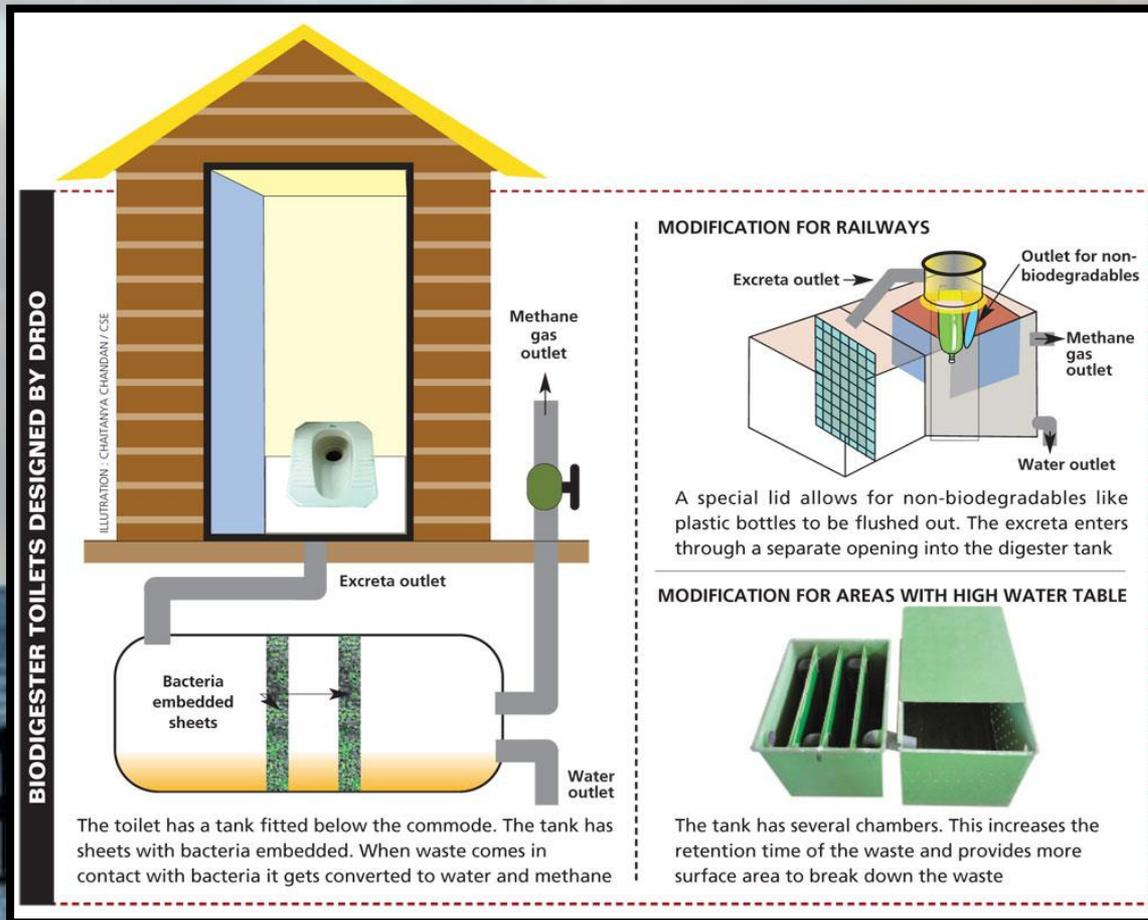 BIODIGESTER TOILETS DESIGNED BY DRDO
ILLUTRATION : CHAITANYA CHANDAN / CSE
Methane
gas
outlet
Excreta outlet
Bacteria
embedded
sheets
Water
outlet
The toilet has a tank fitted below the commode. The tank has
sheets with bacteria embedded. When waste comes in
contact with bacteria it gets converted to water and methane
MODIFICATION FOR RAILWAYS
Excreta outlet
Outlet for non-
biodegradables
Methane
gas
outlet
Water outlet
A special lid allows for non-biodegradables like
plastic bottles to be flushed out. The excreta enters
through a separate opening into the digester tank
MODIFICATION FOR AREAS WITH HIGH WATER TABLE
The tank has several chambers. This increases the
retention time of the waste and provides more
surface area to break down the waste